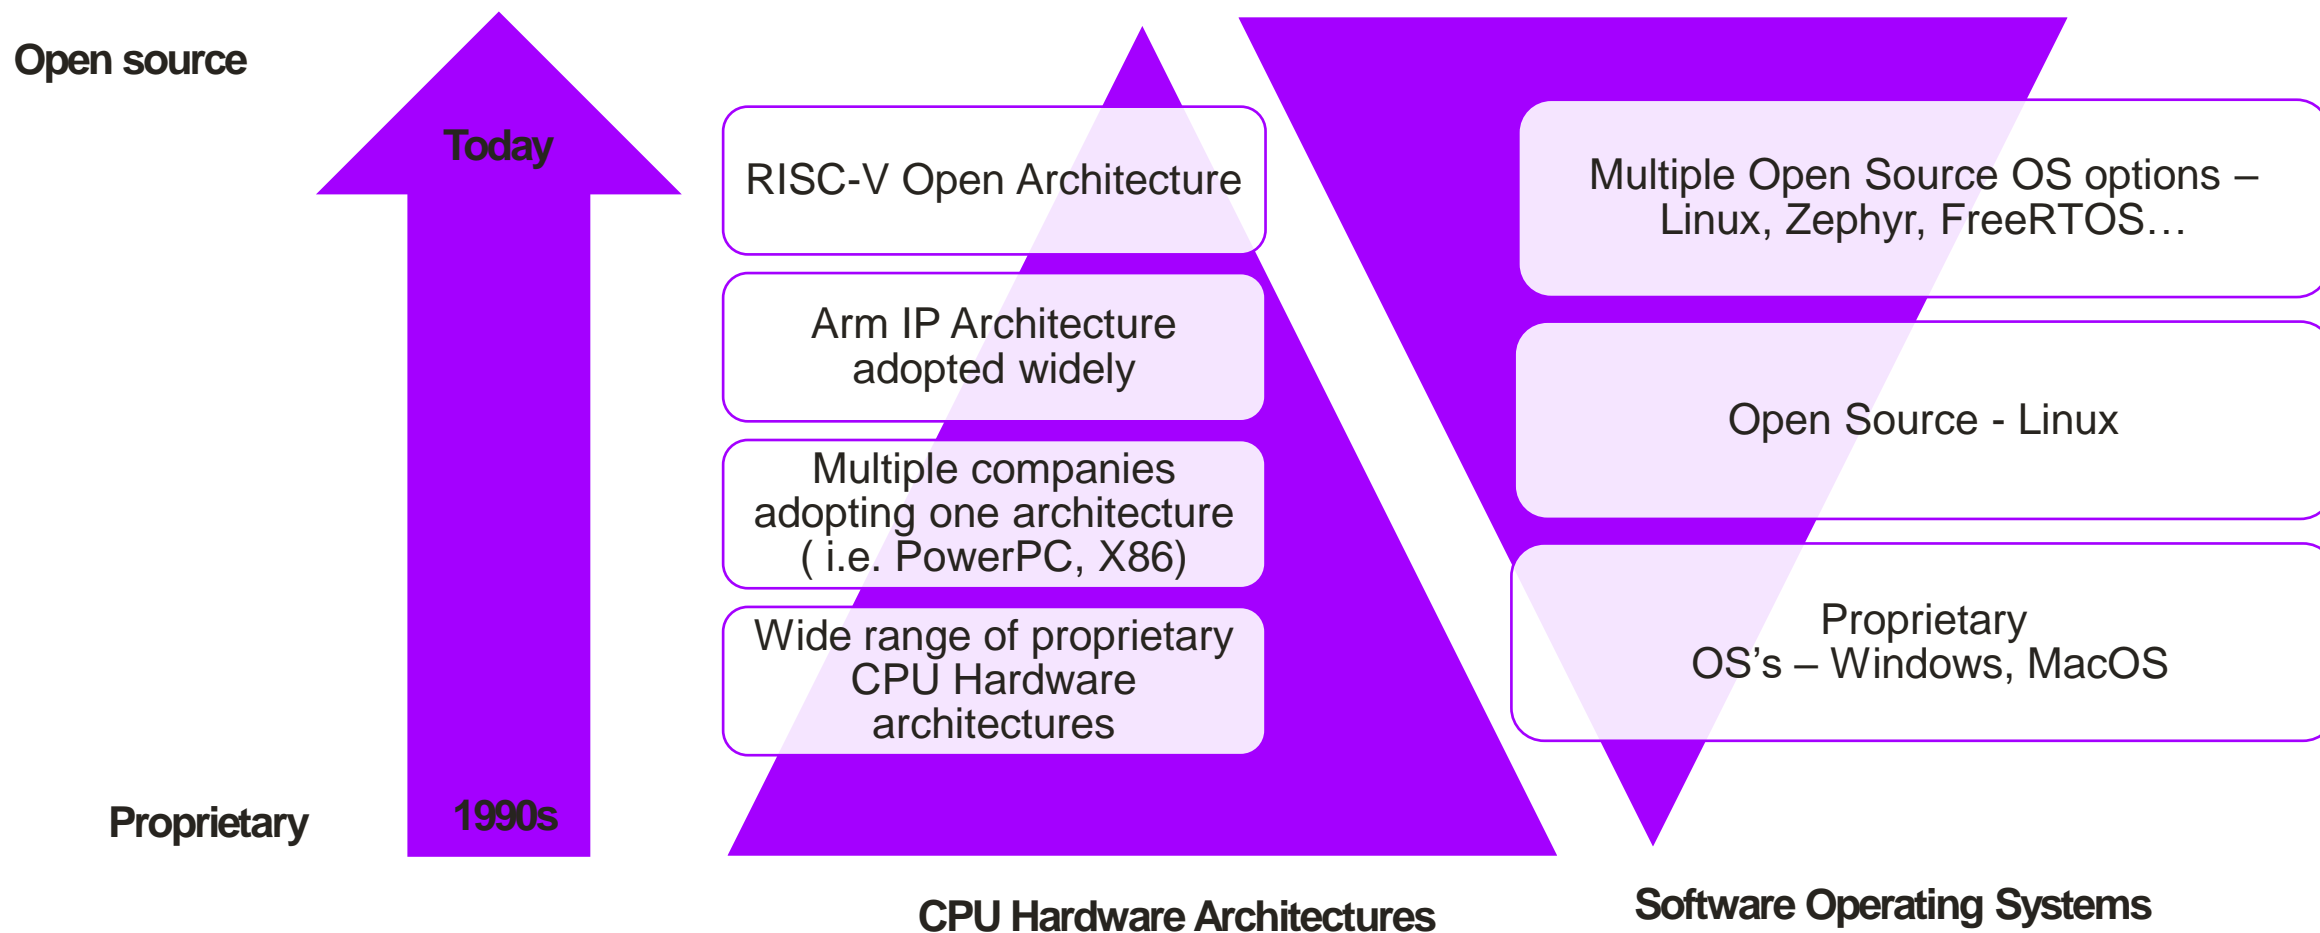 Open source
Today
Proprietary
1990s
RISC-V Open Architecture
Arm IP Architecture
adopted widely
Multiple companies
adopting one architecture
( i.e. PowerPC, X86)
Wide range of proprietary
CPU Hardware
architectures
CPU Hardware Architectures
Multiple Open Source OS options –
Linux, Zephyr, FreeRTOS…
Open Source - Linux
Proprietary
OS’s – Windows, MacOS
Software Operating Systems